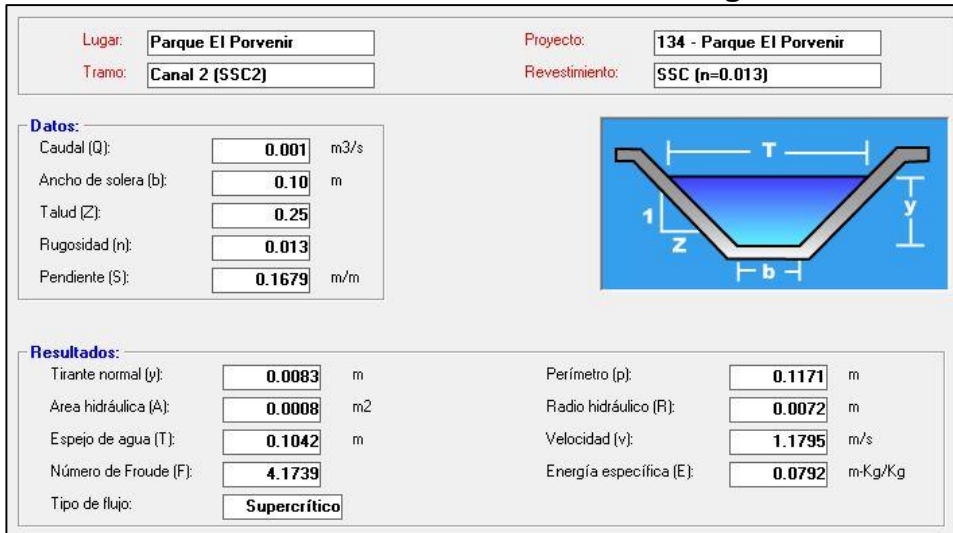 Lugar: Parque El Porvenir Proyecto: 134 - Parque El Porvenir
Tramo: Canal 2 (SSC2) Revestimiento: SSC (n=0.013)
Datos:
Caudal (Q): 0.001 m3/s
Ancho de solera (b): 0.10 m
Talud (Z): 0.25
Rugosidad (n): 0.013
Pendiente (S): 0.1679 m/m
T
y
1
Z
b
Resultados:
Tirante normal (y): 0.0083 m Perímetro (p): 0.1171 m
Area hidráulica (A): 0.0008 m2 Radio hidráulico (R): 0.0072 m
Espejo de agua (T): 0.1042 m Velocidad (v): 1.1795 m/s
Número de Froude (F): 4.1739 Energía específica (E): 0.0792 m-Kg/Kg
Tipo de flujo: Supercrítico